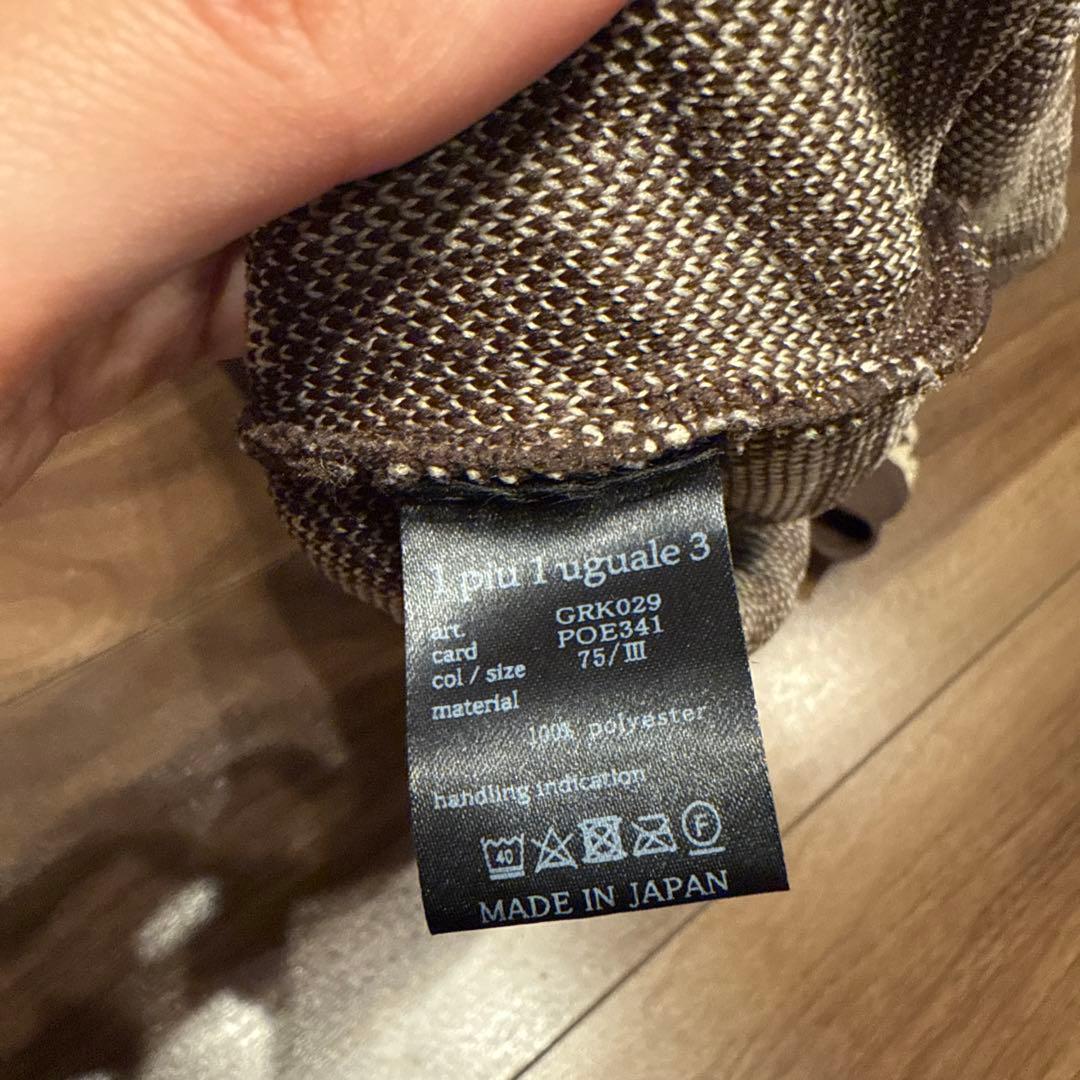 1 piu 1 uguale 3
art. GRK029
card POE341
col / size 75/Ⅲ
material
100% polyester
handling indication
40 F
MADE IN JAPAN